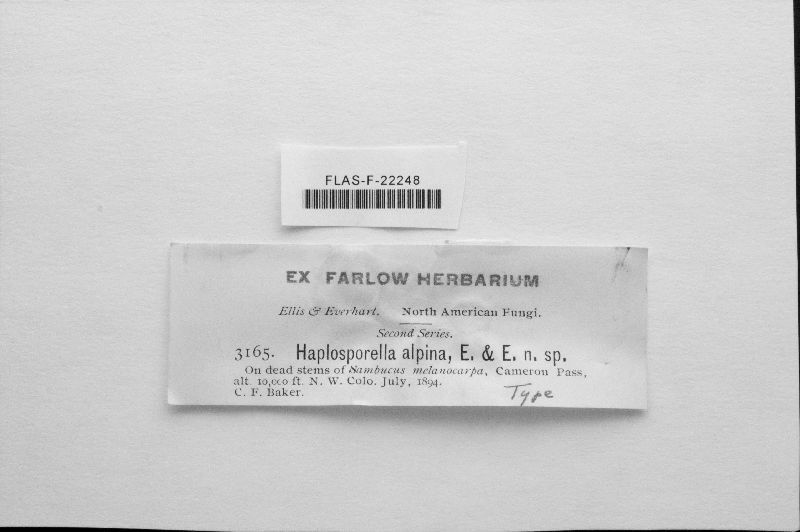 FLAS-F-22248
EX FARLOW HERBARIUM
Ellis & Everhart. North American Fungi.
Second Series.
3165. Haplosporella alpina, E. & E. n. sp.
On dead stems of Sambucus melanocarpa, Cameron Pass,
alt. 10,000 ft. N. W. Colo. July, 1894.
C. F. Baker.
Type